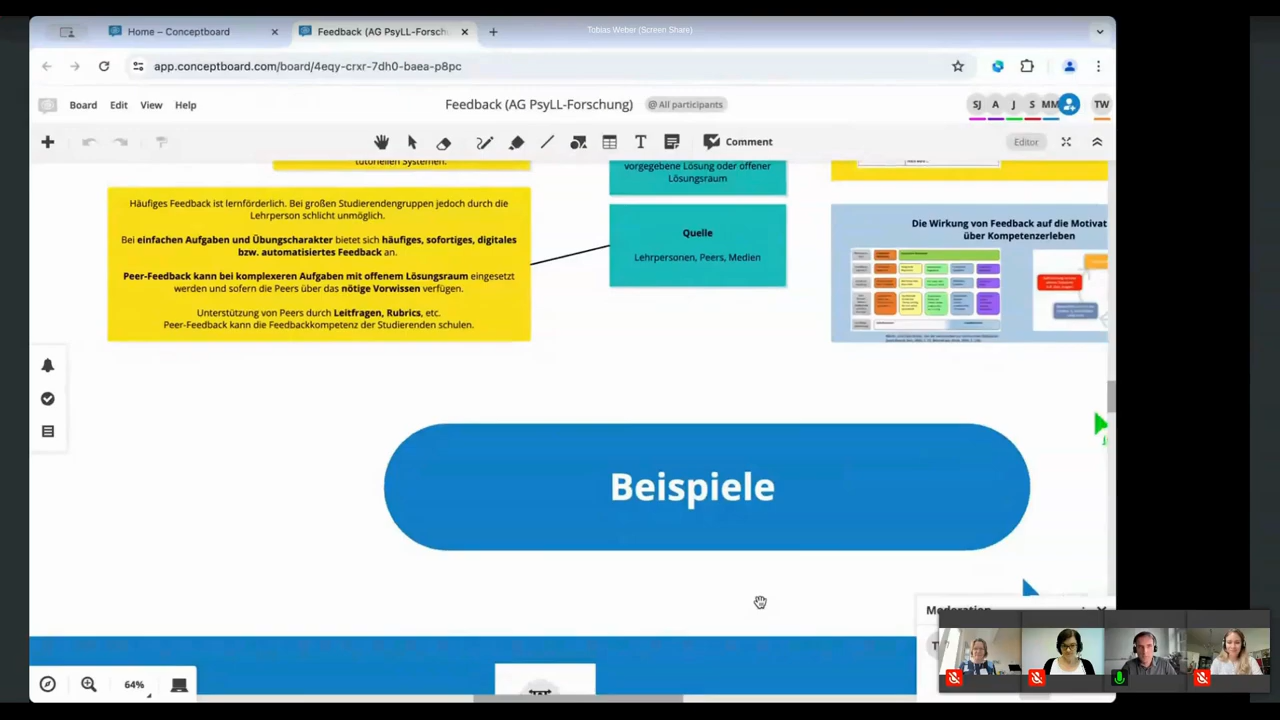 Home – Conceptboard
Feedback (AG PsyLL-Forsch
Tobias Weber (Screen Share)
app.conceptboard.com/board/4eqy-crxr-7dh0-baea-p8pc
Board Edit View Help
Feedback (AG PsyLL-Forschung)
@ All participants
SJ A J S MM TW
Comment
Editor
tutoriellen Systemen.
Häufiges Feedback ist lernförderlich. Bei großen Studierendengruppen jedoch durch die
Lehrperson schlicht unmöglich.
Bei einfachen Aufgaben und Übungscharakter bietet sich häufiges, sofortiges, digitales
bzw. automatisiertes Feedback an.
Peer-Feedback kann bei komplexeren Aufgaben mit offenem Lösungsraum eingesetzt
werden und sofern die Peers über das nötige Vorwissen verfügen.
Unterstützung von Peers durch Leitfragen, Rubrics, etc.
Peer-Feedback kann die Feedbackkompetenz der Studierenden schulen.
vorgegebene Lösung oder offener
Lösungsraum
Quelle
Lehrpersonen, Peers, Medien
Die Wirkung von Feedback auf die Motivat
über Kompetenzerleben
Beispiele
Moderation
64%